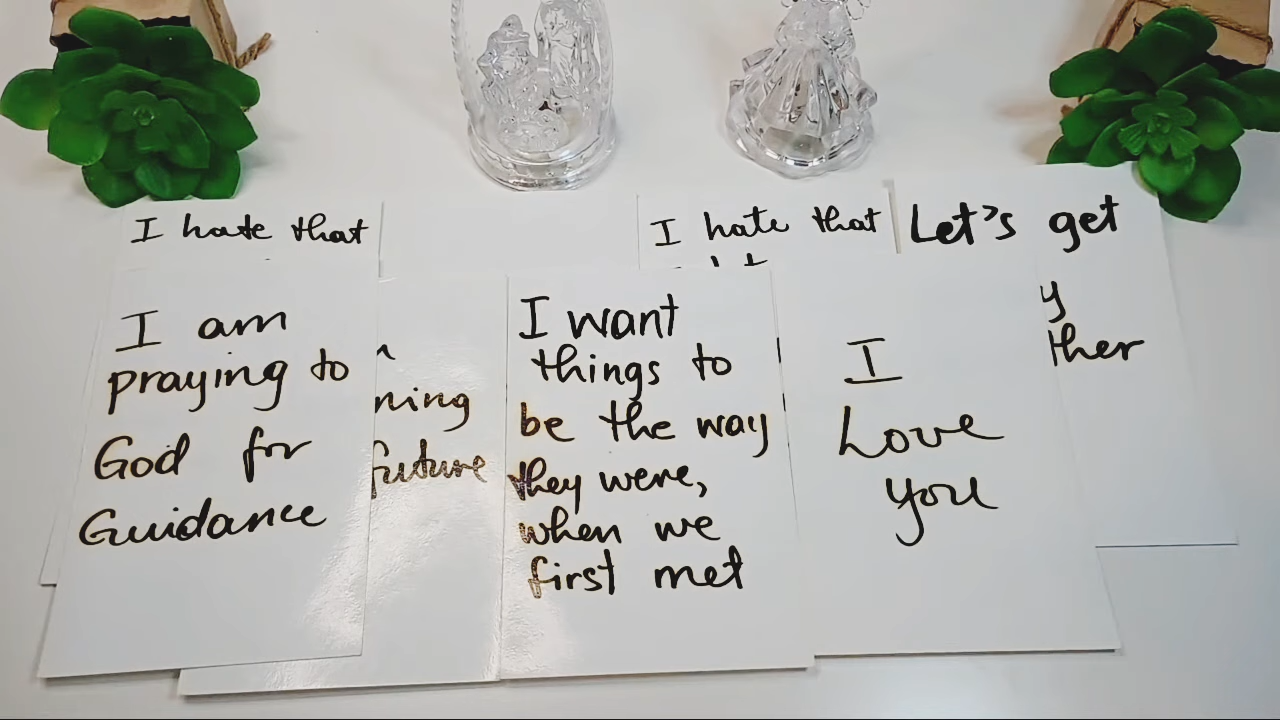 I hate that
I am
praying to
God for
Guidance
ning
future
I want
things to
be the way
they were,
when we
first met
I hate that
I
Love
you
Let's get
y
ther